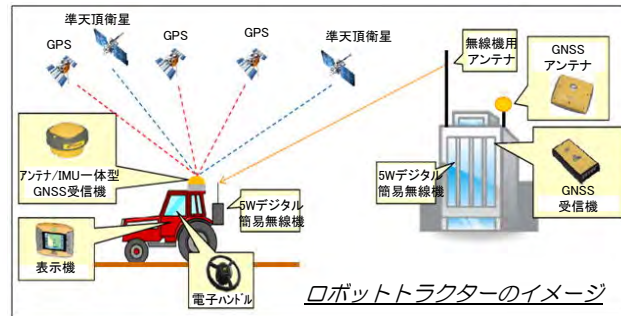 準天頂衛星
GPS
GPS
GPS
準天頂衛星
無線機用
アンテナ
GNSS
アンテナ
アンテナ/IMU一体型
GNSS受信機
5Wデジタル
簡易無線機
5Wデジタル
簡易無線機
GNSS
受信機
表示機
電子ハンドル
ロボットトラクターのイメージ